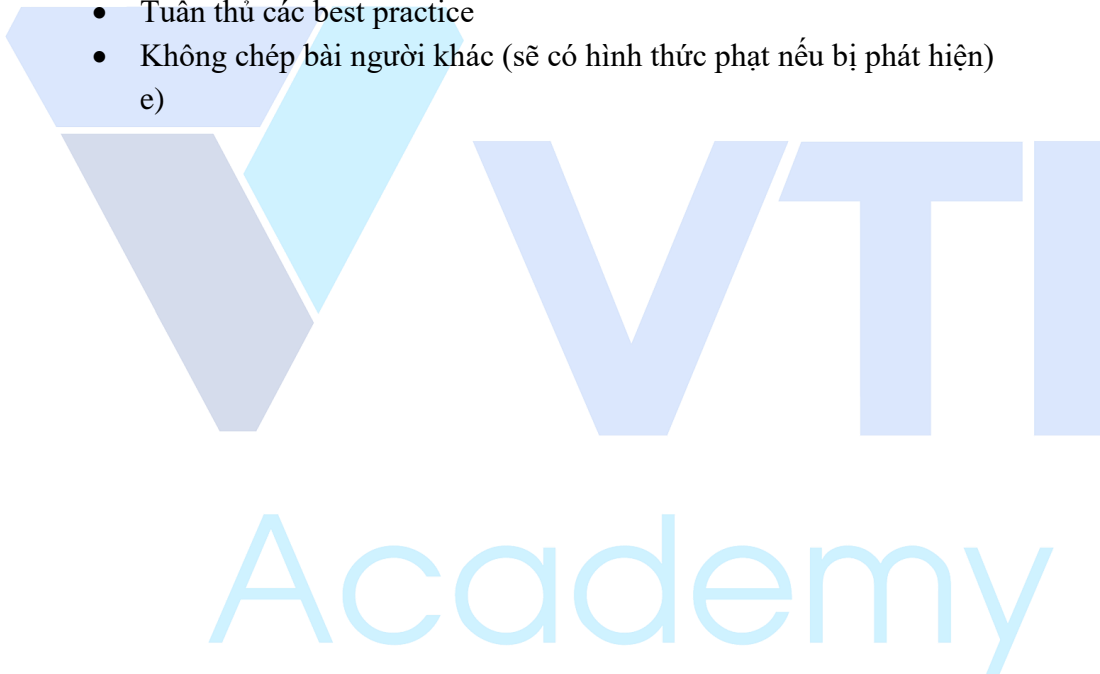 • Tuân thủ các best practice
• Không chép bài người khác (sẽ có hình thức phạt nếu bị phát hiện)
e)
VTI
Academy